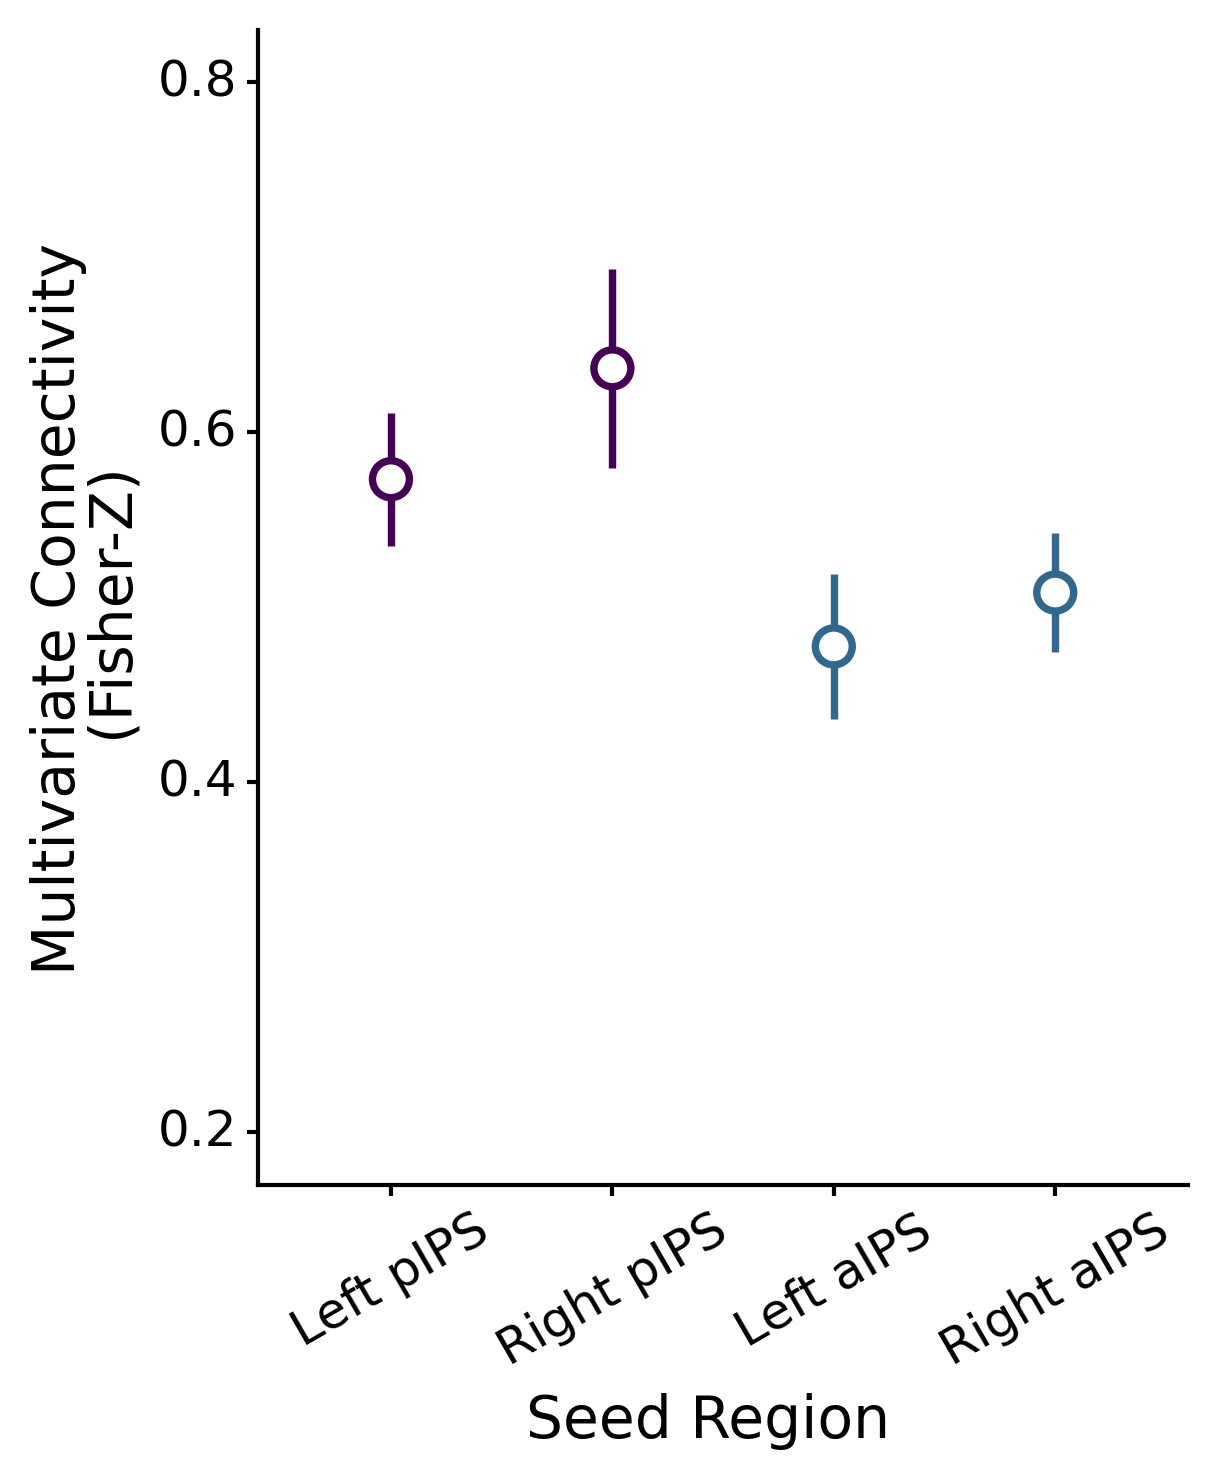 Multivariate Connectivity
(Fisher-Z)
0.8
0.6
0.4
0.2
Left pIPS
Right pIPS
Left aIPS
Right aIPS
Seed Region